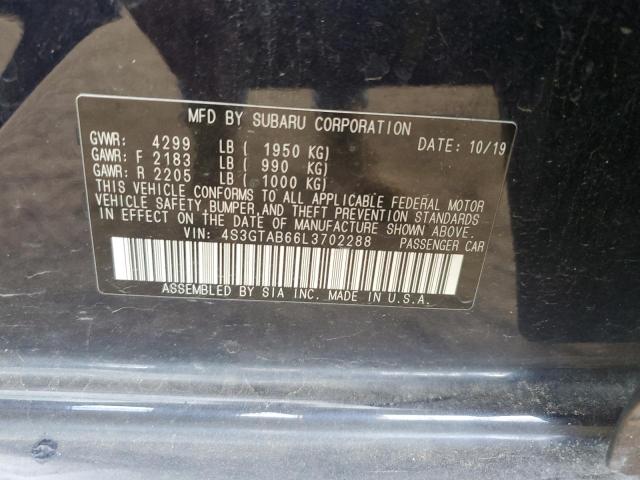 MFD BY SUBARU CORPORATION
GVWR: 4299 LB ( 1950 KG) DATE: 10/19
GAWR: F 2183 LB ( 990 KG)
GAWR: R 2205 LB ( 1000 KG)
THIS VEHICLE CONFORMS TO ALL APPLICABLE FEDERAL MOTOR
VEHICLE SAFETY, BUMPER, AND THEFT PREVENTION STANDARDS
IN EFFECT ON THE DATE OF MANUFACTURE SHOWN ABOVE.
VIN: 4S3GTAB66L3702288 PASSENGER CAR
ASSEMBLED BY SIA INC. MADE IN U.S.A.